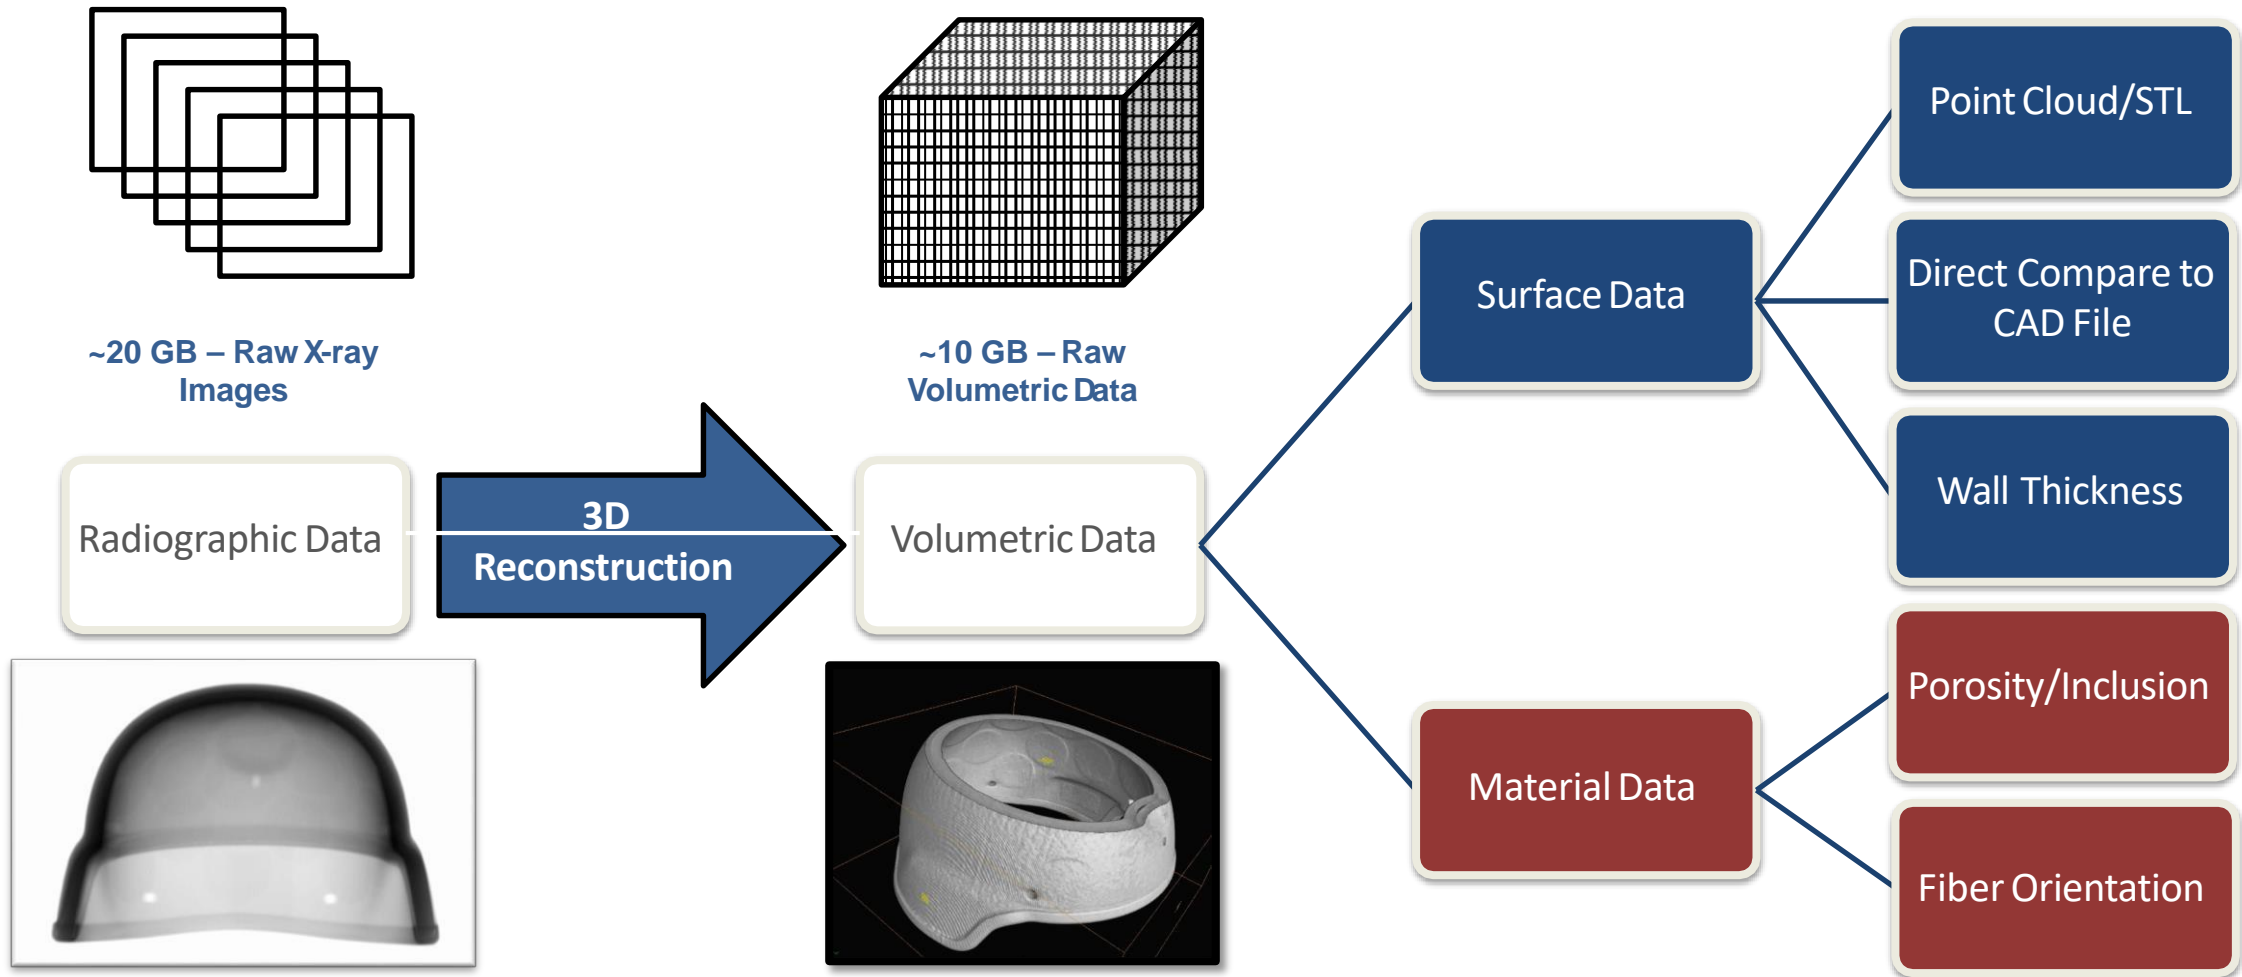 ~20 GB – Raw X-ray
Images
Radiographic Data
3D
Reconstruction
~10 GB – Raw
Volumetric Data
Volumetric Data
Surface Data
Material Data
Point Cloud/STL
Direct Compare to
CAD File
Wall Thickness
Porosity/Inclusion
Fiber Orientation